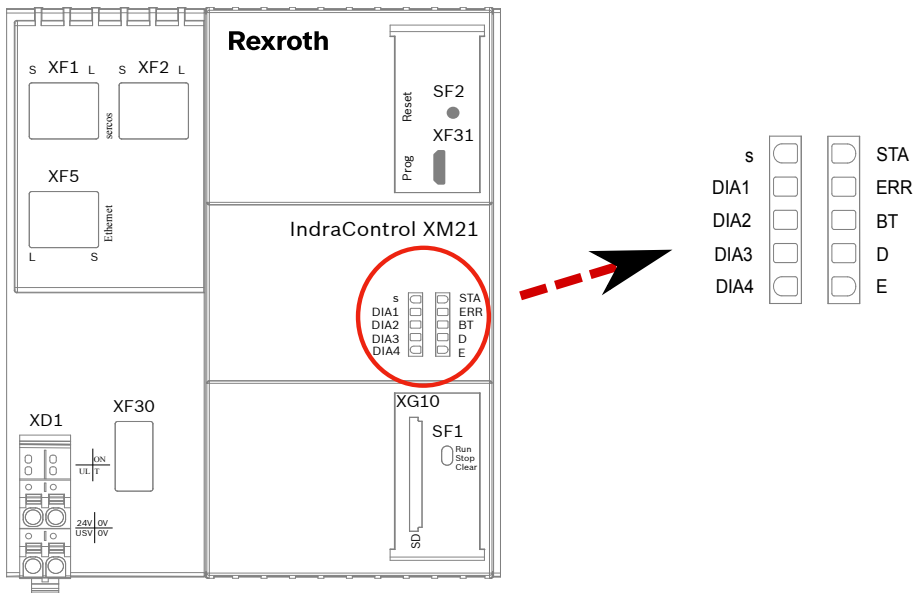 Rexroth
S XF1 L S XF2 L
sercos
XF5
Ethernet
L S
Reset
SF2
XF31
Prog
IndraControl XM21
s STA
DIA1 ERR
DIA2 BT
DIA3 D
DIA4 E
s STA
DIA1 ERR
DIA2 BT
DIA3 D
DIA4 E
XD1
XF30
ON
UL T
24V 0V
USV 0V
XG10
SF1
Run
Stop
Clear
SD